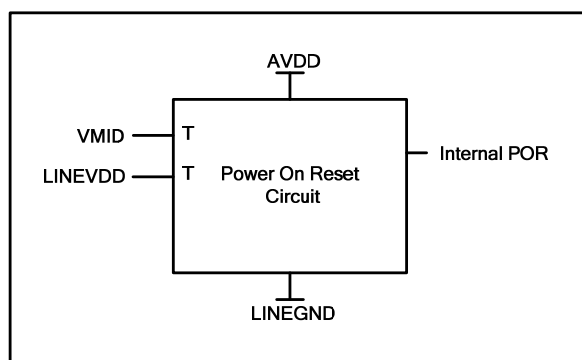 AVDD
VMID
T
LINEVDD
T
Power On Reset
Circuit
Internal POR
LINEGND